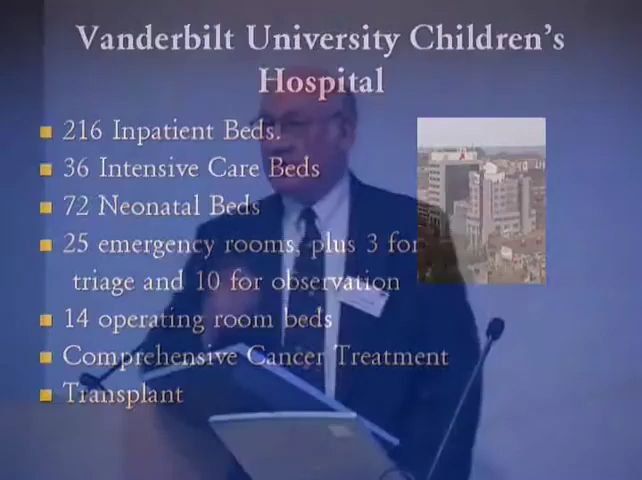 Vanderbilt University Children's
Hospital
216 Inpatient Beds.
36 Intensive Care Beds
72 Neonatal Beds
25 emergency rooms, plus 3 for
triage and 10 for observation
14 operating room beds
Comprehensive Cancer Treatment
Transplant